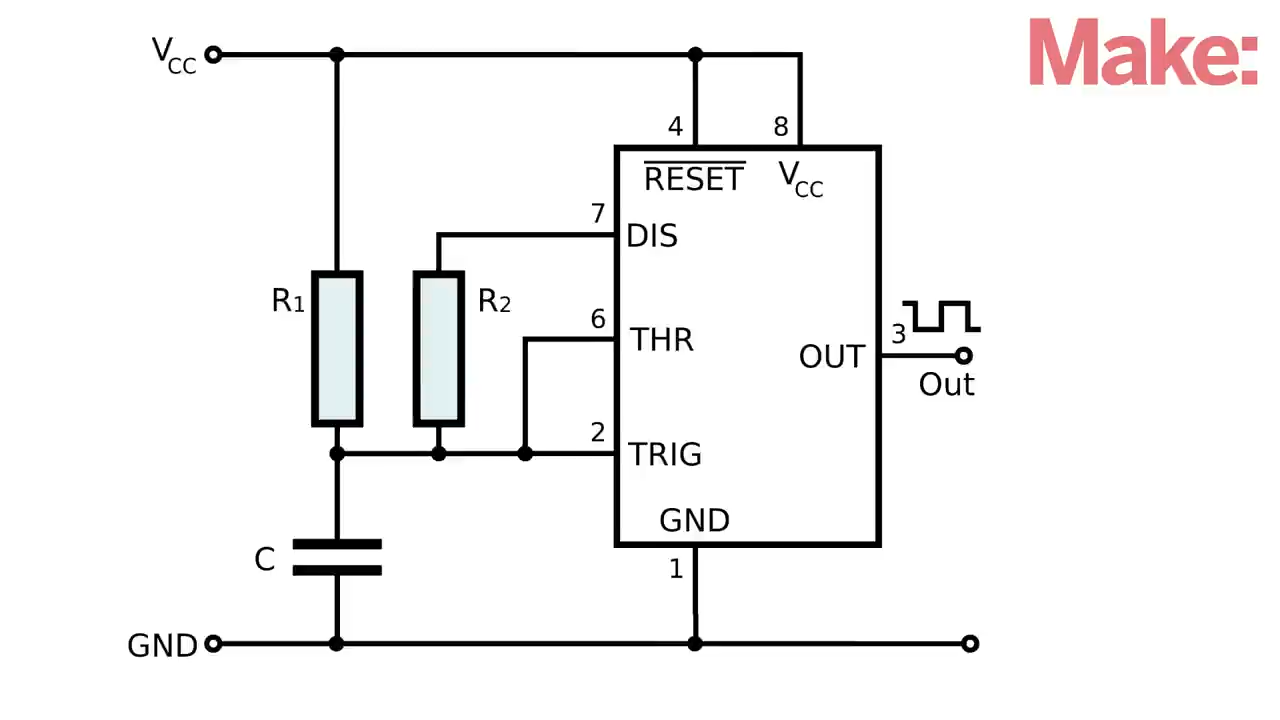 Make:
VCC
4
8
RESET
VCC
7
DIS
R1
R2
6
THR
3
OUT
Out
2
TRIG
GND
C
1
GND